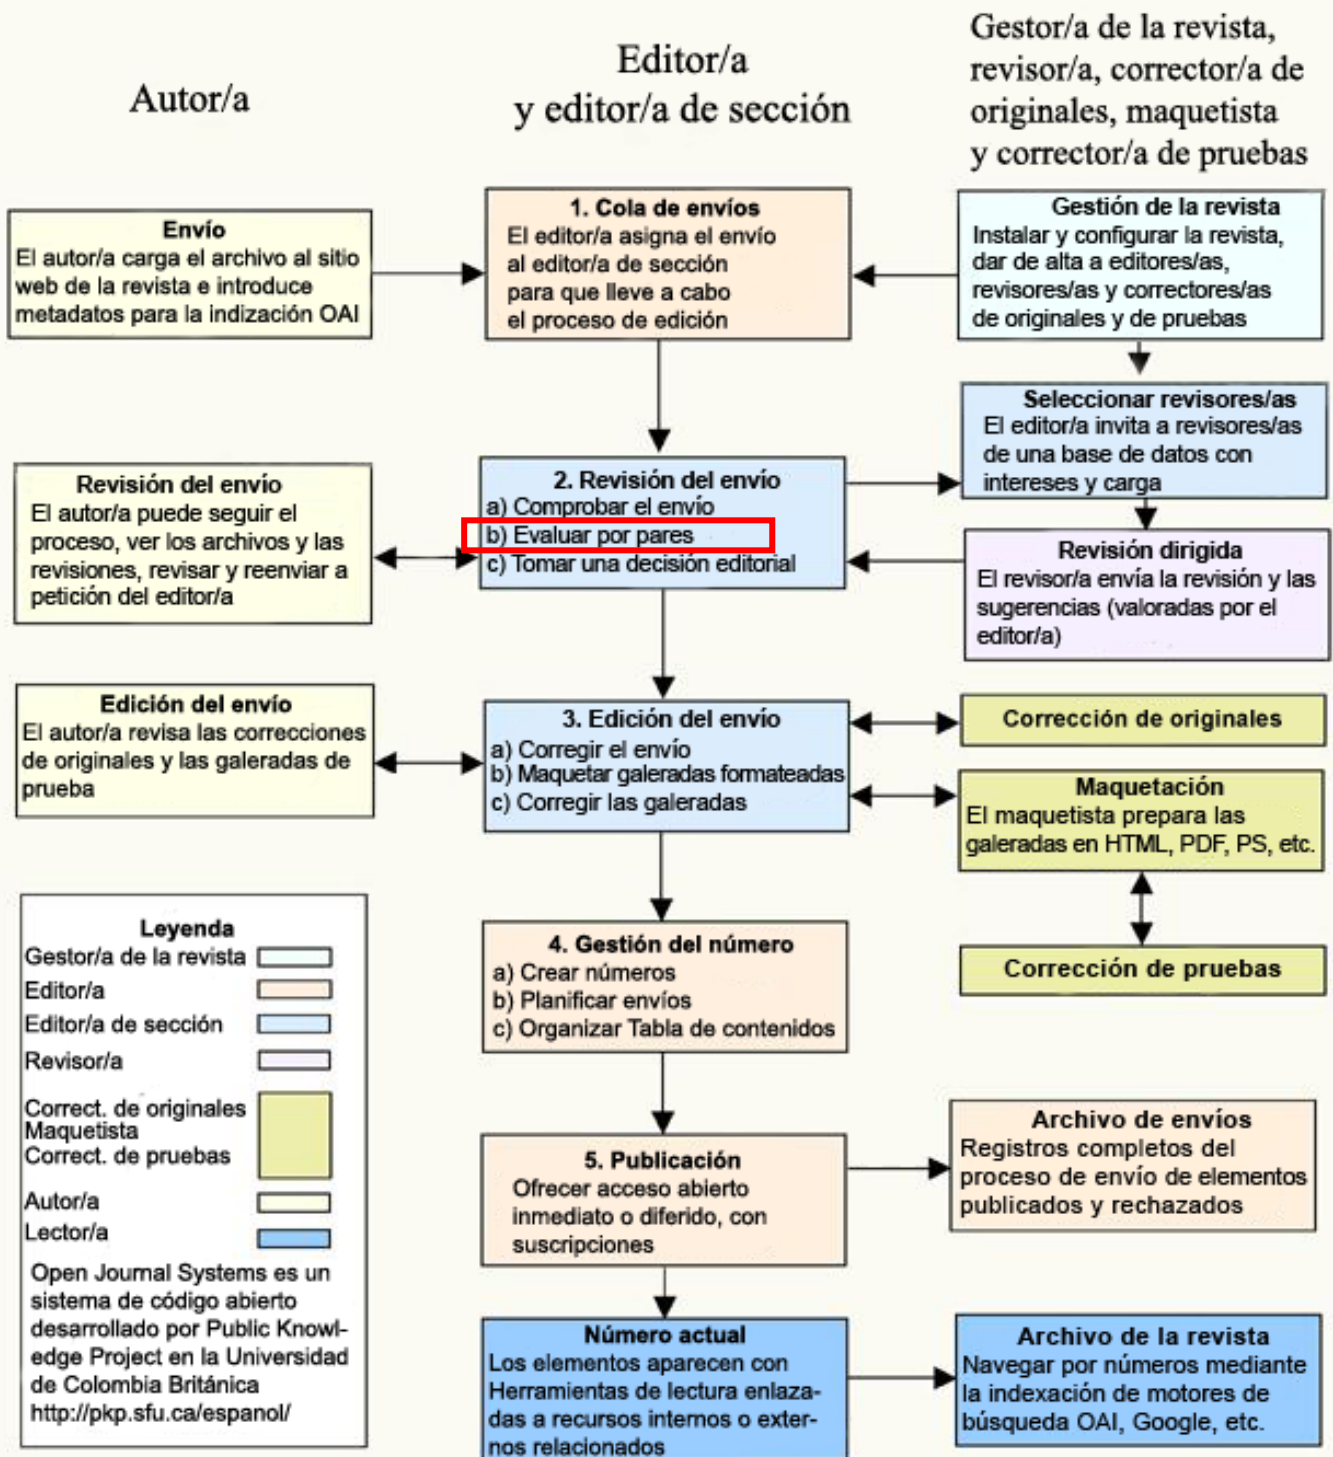 Autor/a
Editor/a
y editor/a de sección
Gestor/a de la revista,
revisor/a, corrector/a de
originales, maquetista
y corrector/a de pruebas
Envío
El autor/a carga el archivo al sitio
web de la revista e introduce
metadatos para la indización OAI
1. Cola de envíos
El editor/a asigna el envío
al editor/a de sección
para que lleve a cabo
el proceso de edición
Gestión de la revista
Instalar y configurar la revista,
dar de alta a editores/as,
revisores/as y correctores/as
de originales y de pruebas
Seleccionar revisores/as
El editor/a invita a revisores/as
de una base de datos con
intereses y carga
Revisión del envío
El autor/a puede seguir el
proceso, ver los archivos y las
revisiones, revisar y reenviar a
petición del editor/a
2. Revisión del envío
a) Comprobar el envío
b) Evaluar por pares
c) Tomar una decisión editorial
Revisión dirigida
El revisor/a envía la revisión y las
sugerencias (valoradas por el
editor/a)
Edición del envío
El autor/a revisa las correcciones
de originales y las galeradas de
prueba
3. Edición del envío
a) Corregir el envío
b) Maquetar galeradas formateadas
c) Corregir las galeradas
Corrección de originales
Maquetación
El maquetista prepara las
galeradas en HTML, PDF, PS, etc.
Corrección de pruebas
4. Gestión del número
a) Crear números
b) Planificar envíos
c) Organizar Tabla de contenidos
Leyenda
Gestor/a de la revista
Editor/a
Editor/a de sección
Revisor/a
Correct. de originales
Maquetista
Correct. de pruebas
Autor/a
Lector/a
Open Journal Systems es un
sistema de código abierto
desarrollado por Public Knowl-
edge Project en la Universidad
de Colombia Británica
http://pkp.sfu.ca/espanol/
5. Publicación
Ofrecer acceso abierto
inmediato o diferido, con
suscripciones
Archivo de envíos
Registros completos del
proceso de envío de elementos
publicados y rechazados
Número actual
Los elementos aparecen con
Herramientas de lectura enlaza-
das a recursos internos o exter-
nos relacionados
Archivo de la revista
Navegar por números mediante
la indexación de motores de
búsqueda OAI, Google, etc.